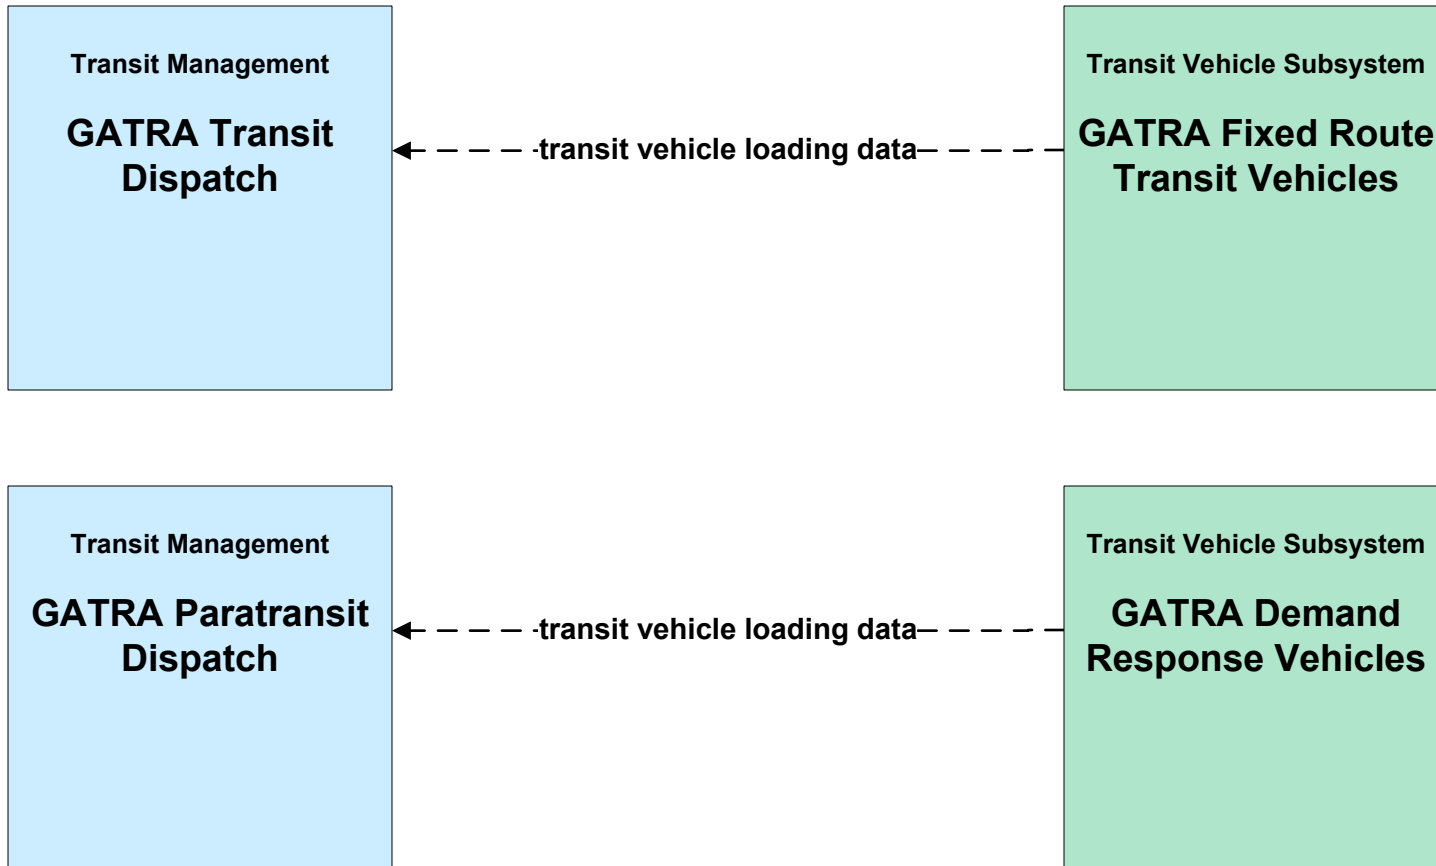 Transit Management
GATRA Transit
Dispatch
transit vehicle loading data
Transit Vehicle Subsystem
GATRA Fixed Route
Transit Vehicles
Transit Management
GATRA Paratransit
Dispatch
transit vehicle loading data
Transit Vehicle Subsystem
GATRA Demand
Response Vehicles